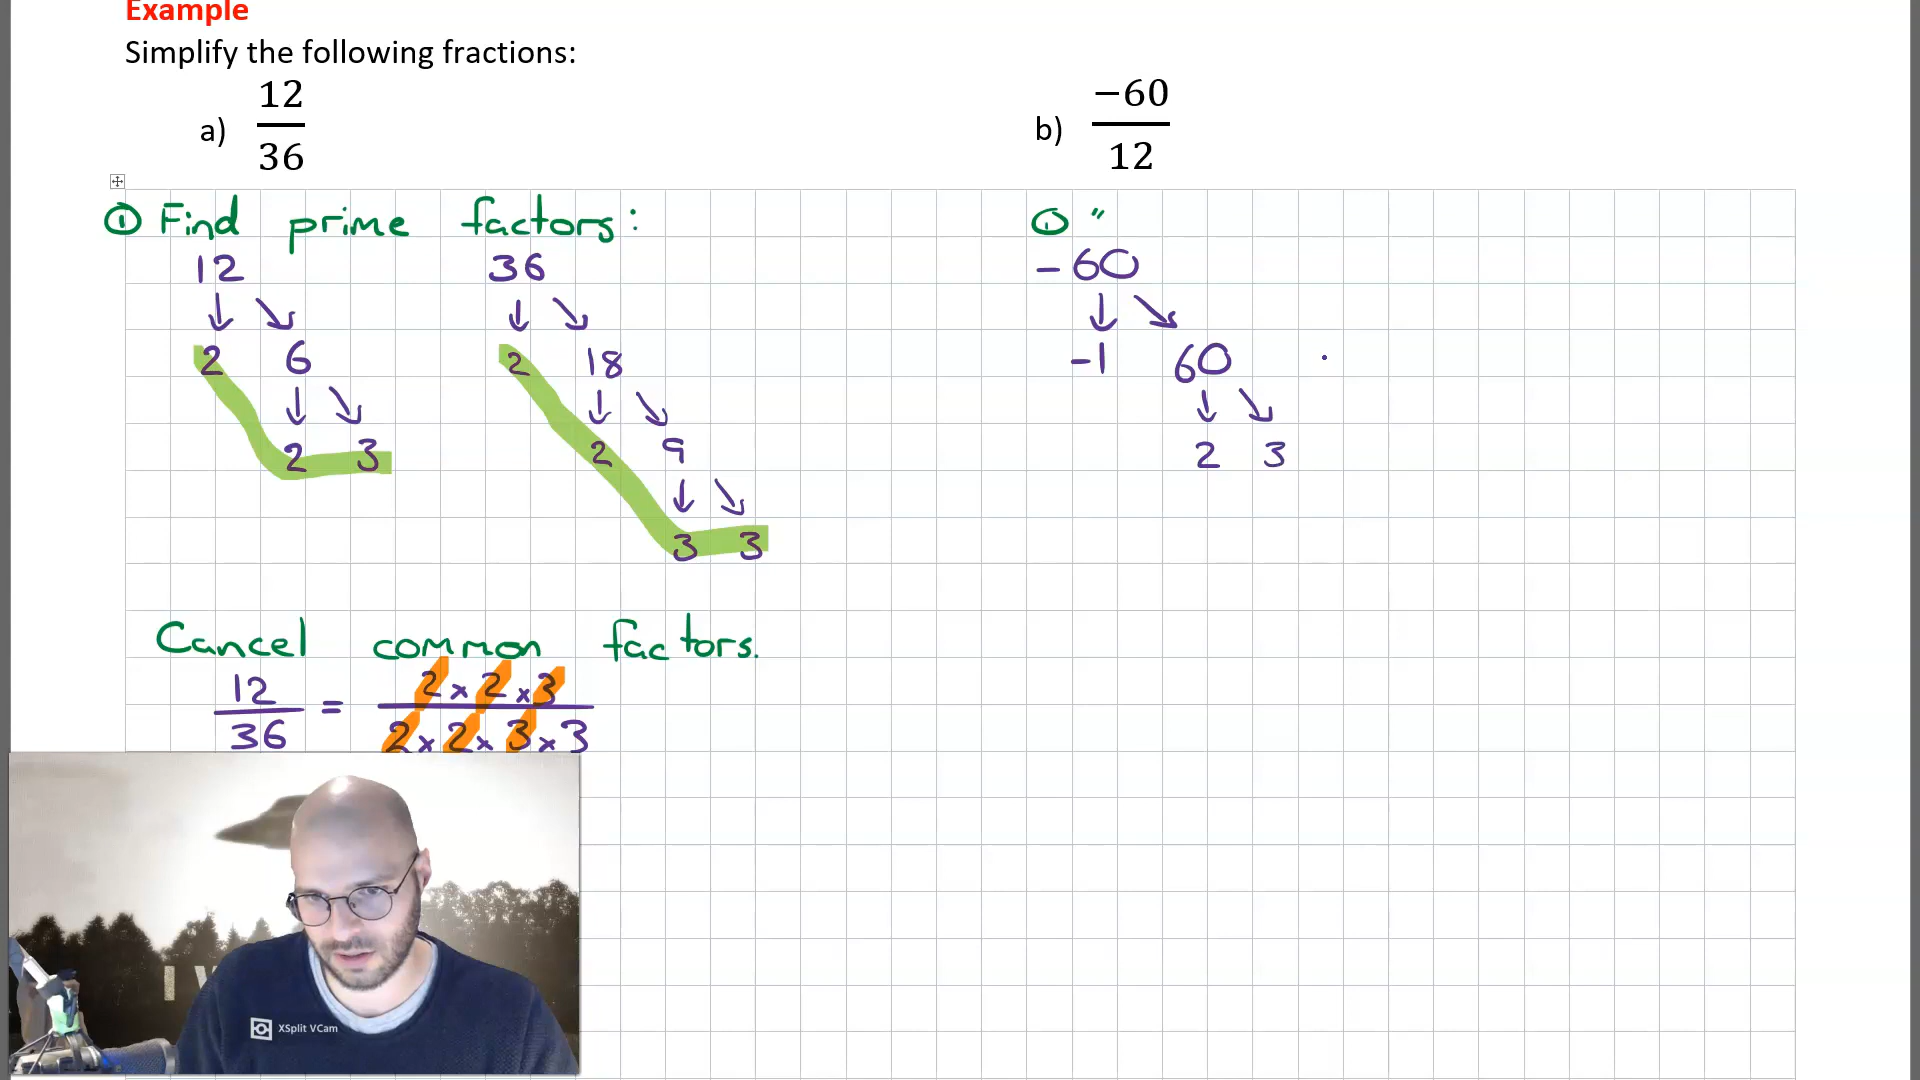 Example
Simplify the following fractions:
a) 12/36
b) −60/12
① Find prime factors:
12 36
2 6 2 18
2 3 2 9
3 3
① "
-60
-1 60
2 3
Cancel common factors.
12/36 = 2 x 2 x 3 / 2 x 2 x 3 x 3
XSplit VCam